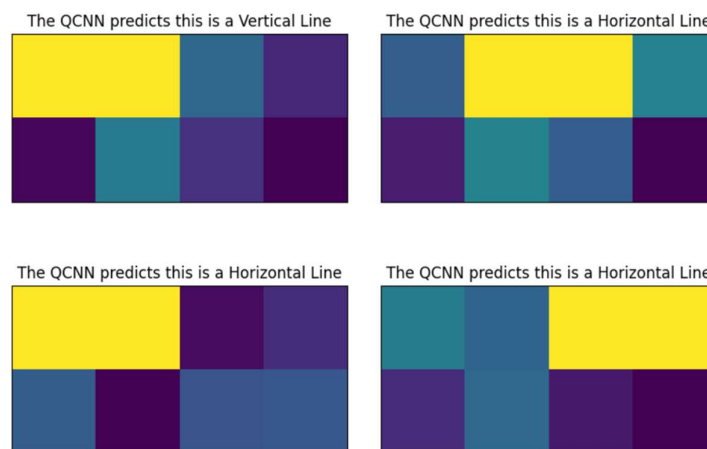 The QCNN predicts this is a Vertical Line
The QCNN predicts this is a Horizontal Line
The QCNN predicts this is a Horizontal Line
The QCNN predicts this is a Horizontal Line